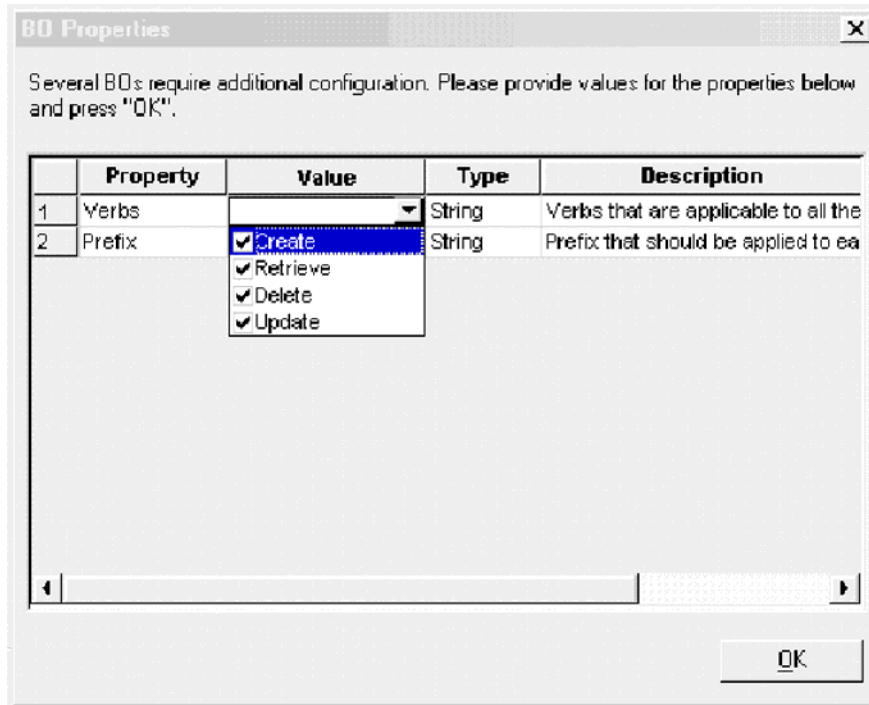 BO Properties
Several BOs require additional configuration. Please provide values for the properties below
and press "OK".
Property Value Type Description
1 Verbs String Verbs that are applicable to all the
2 Prefix String Prefix that should be applied to ea
Create
Retrieve
Delete
Update
OK